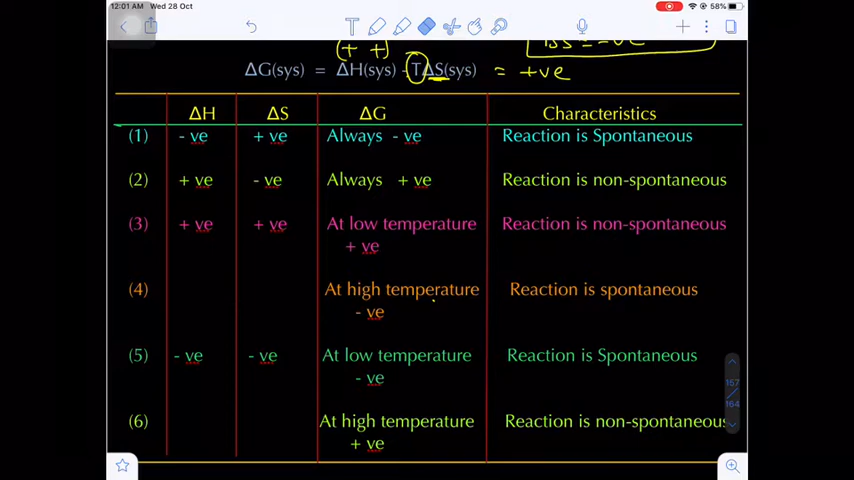 12:01 AM Wed 28 Oct
58%
(+ +)
ΔG(sys) = ΔH(sys) - TΔS(sys) = +ve
ΔH ΔS ΔG Characteristics
(1) - ve + ve Always - ve Reaction is Spontaneous
(2) + ve - ve Always + ve Reaction is non-spontaneous
(3) + ve + ve At low temperature Reaction is non-spontaneous
+ ve
(4) At high temperature Reaction is spontaneous
- ve
(5) - ve - ve At low temperature Reaction is Spontaneous
- ve
157
164
(6) At high temperature Reaction is non-spontaneous
+ ve